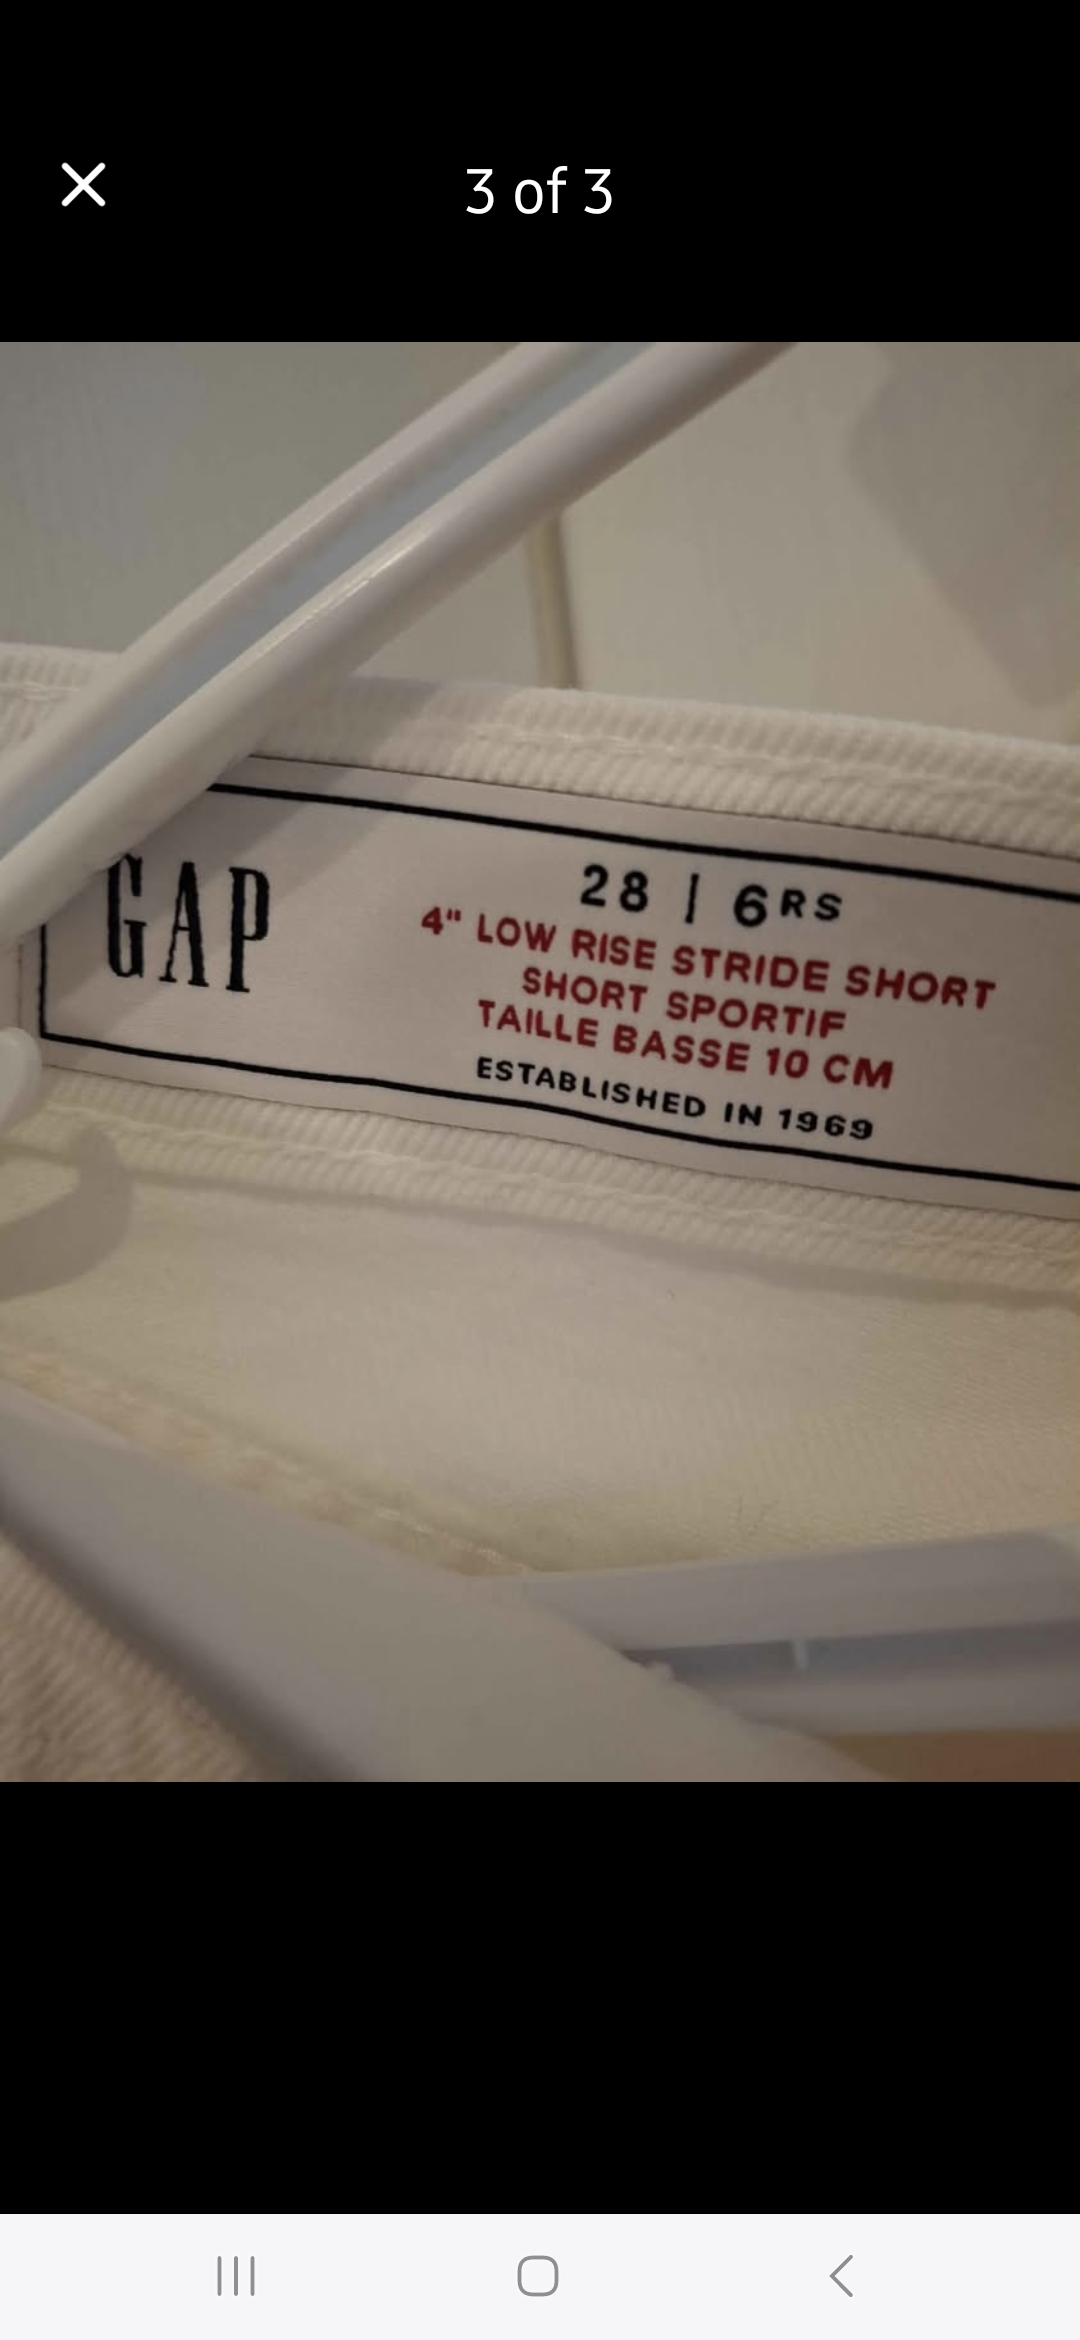 3 of 3
GAP
28 | 6RS
4" LOW RISE STRIDE SHORT
SHORT SPORTIF
TAILLE BASSE 10 CM
ESTABLISHED IN 1969